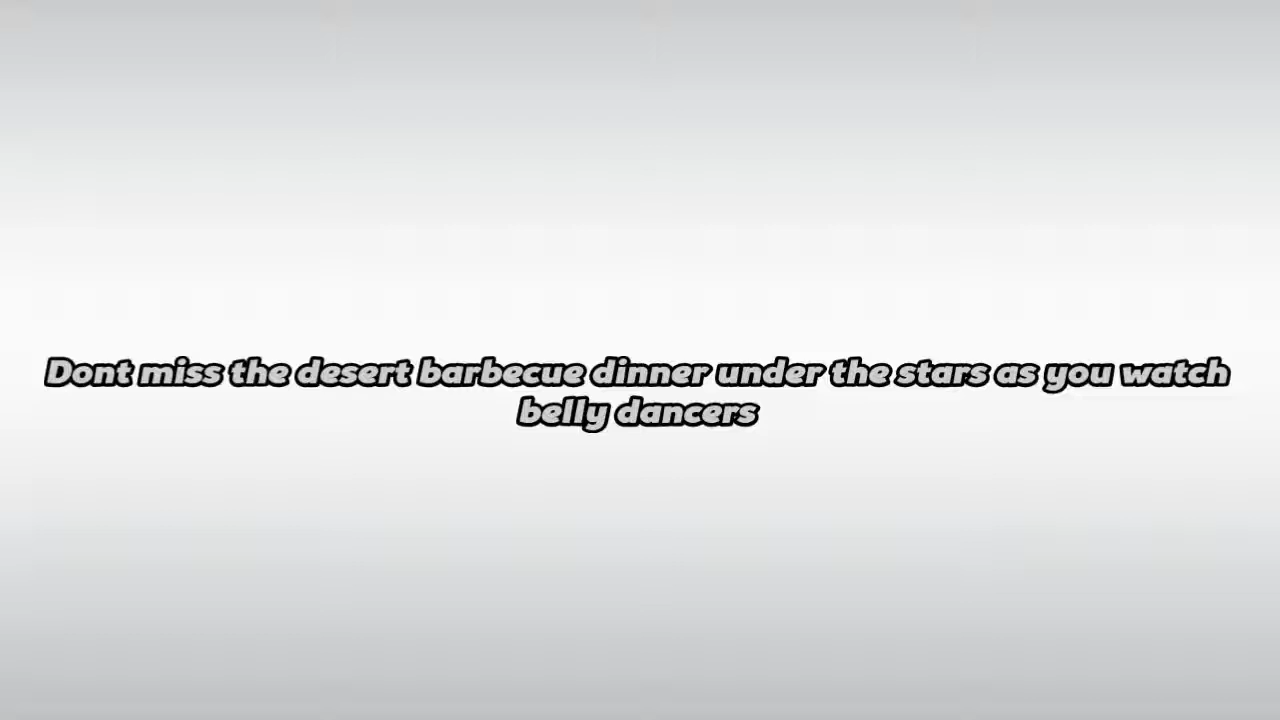 Dont miss the desert barbecue dinner under the stars as you watch
belly dancers